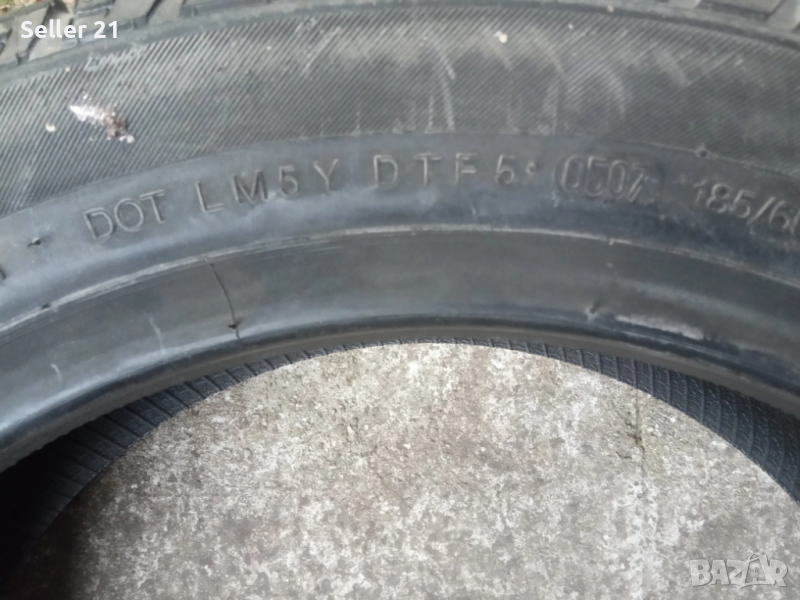 Seller 21
DOT LM5Y DTF5 0507 185/6
BAZAR